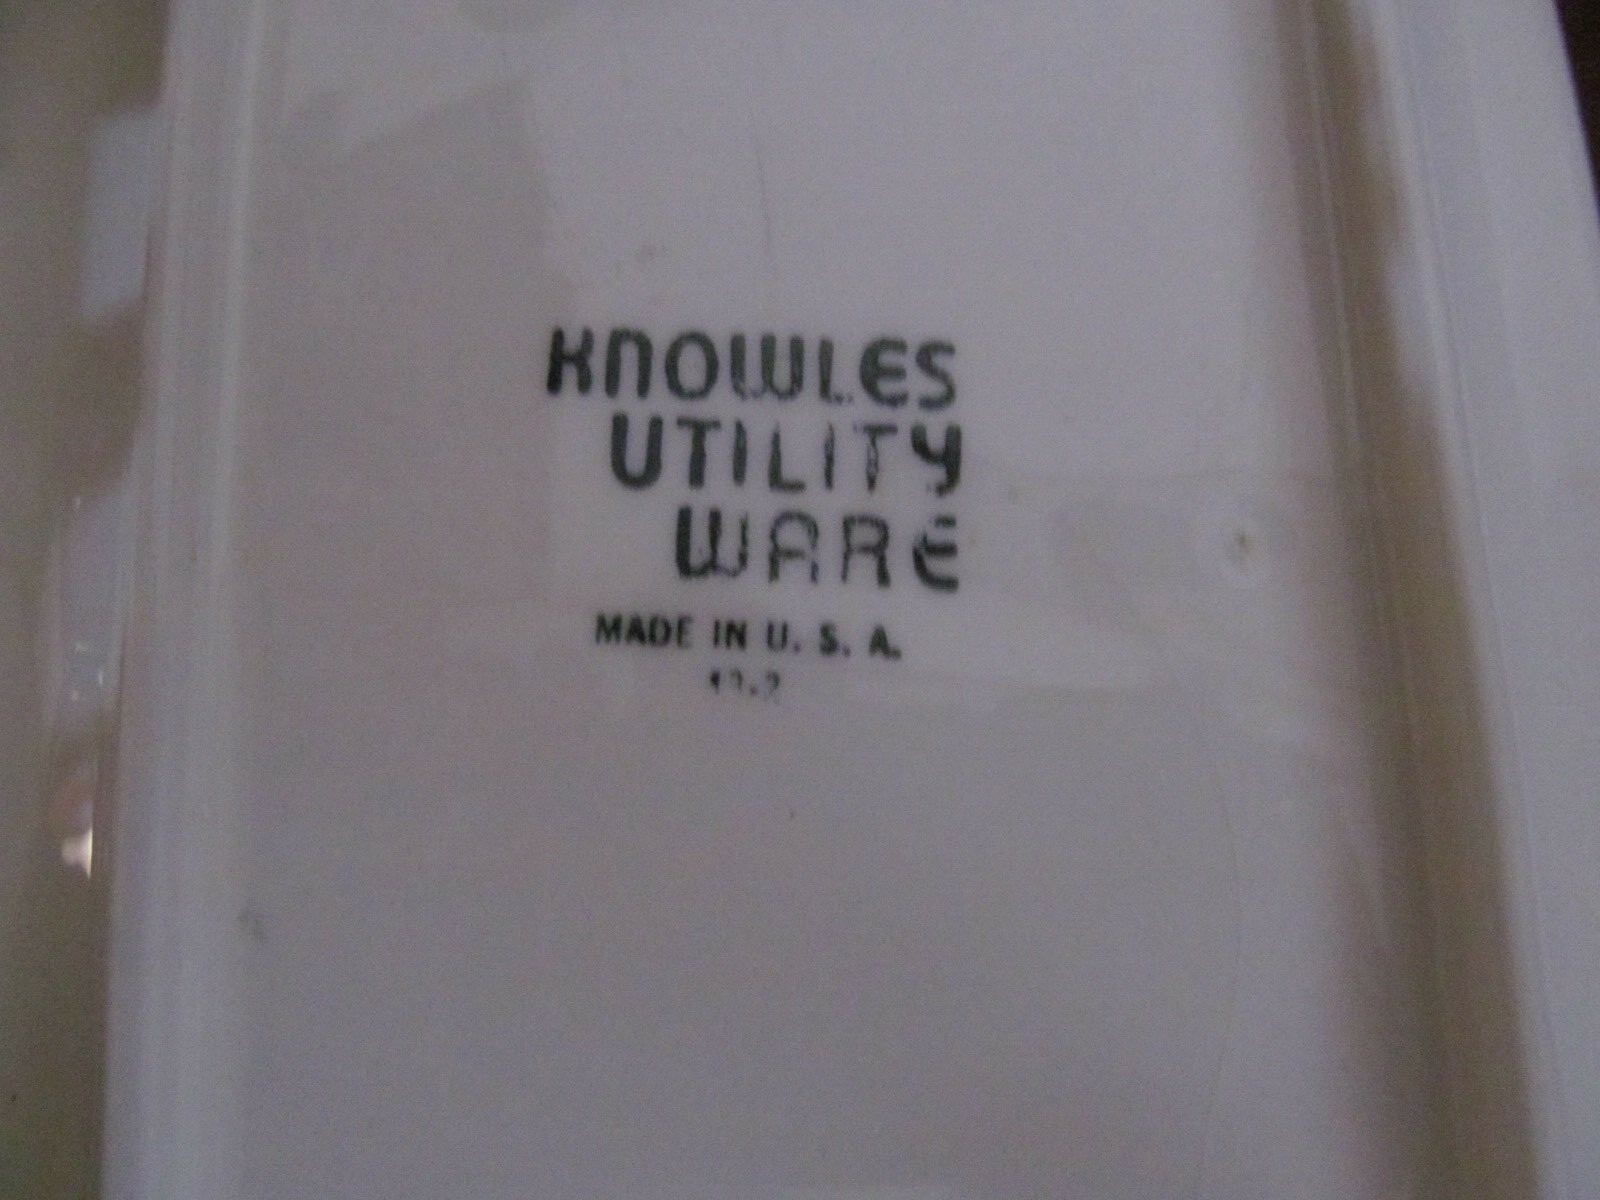 KNOWLES
UTILITY
WARE
MADE IN U. S. A.